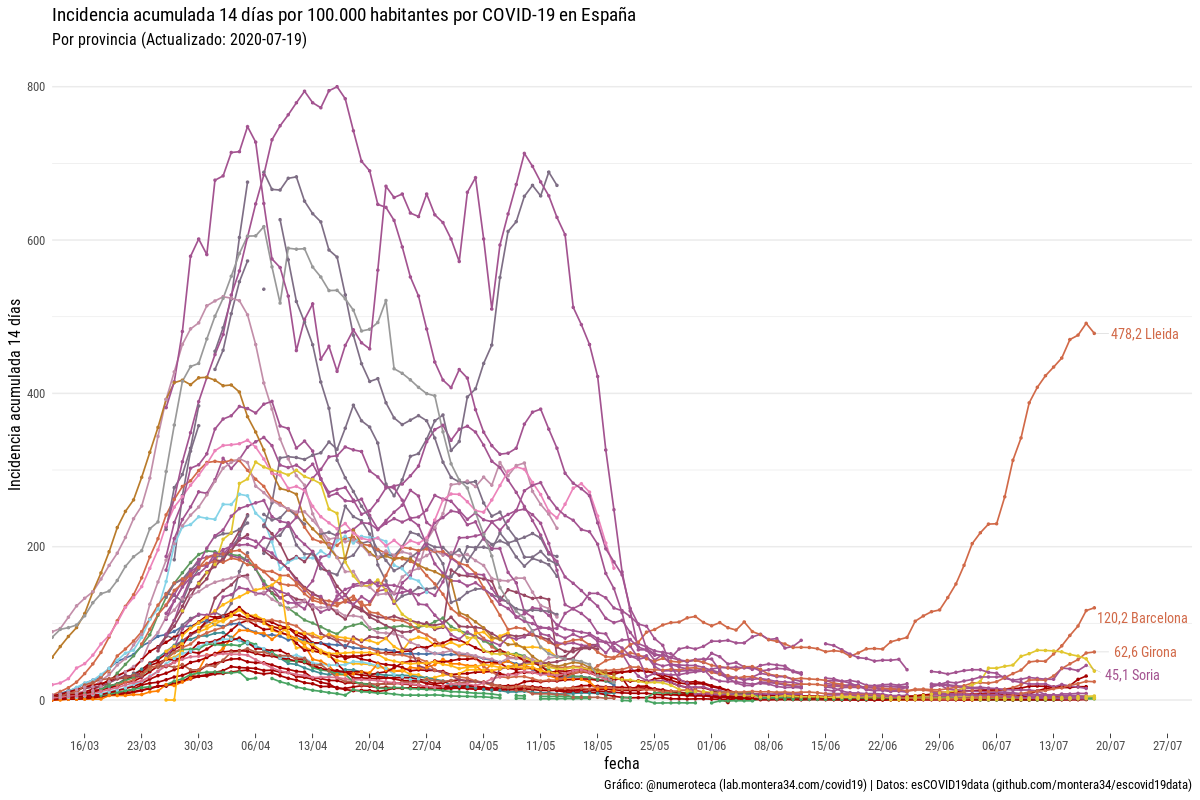 Incidencia acumulada 14 días por 100.000 habitantes por COVID-19 en España
Por provincia (Actualizado: 2020-07-19)
Incidencia acumulada 14 días
800
600
400
200
0
478,2 Lleida
120,2 Barcelona
62,6 Girona
45,1 Soria
16/03 23/03 30/03 06/04 13/04 20/04 27/04 04/05 11/05 18/05 25/05 01/06 08/06 15/06 22/06 29/06 06/07 13/07 20/07 27/07
fecha
Gráfico: @numeroteca (lab.montera34.com/covid19) | Datos: esCOVID19data (github.com/montera34/escovid19data)